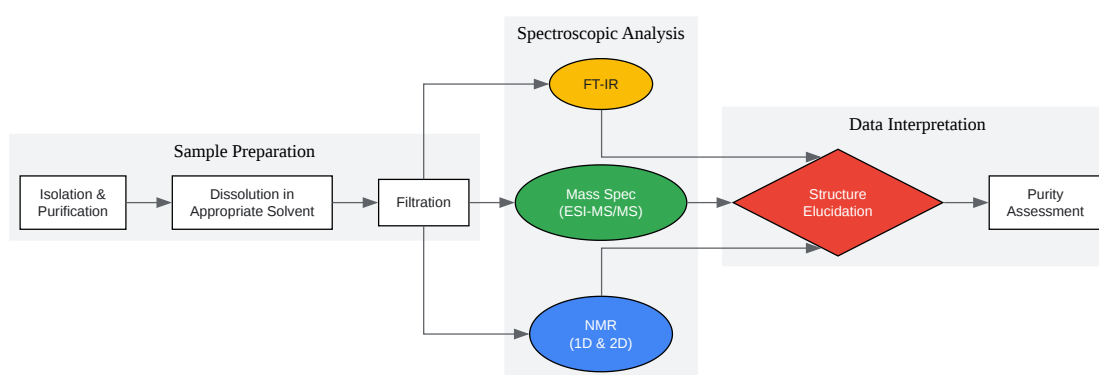 Sample Preparation
Isolation &
Purification
Dissolution in
Appropriate Solvent
Filtration
Spectroscopic Analysis
FT-IR
Mass Spec
(ESI-MS/MS)
NMR
(1D & 2D)
Data Interpretation
Structure
Elucidation
Purity
Assessment